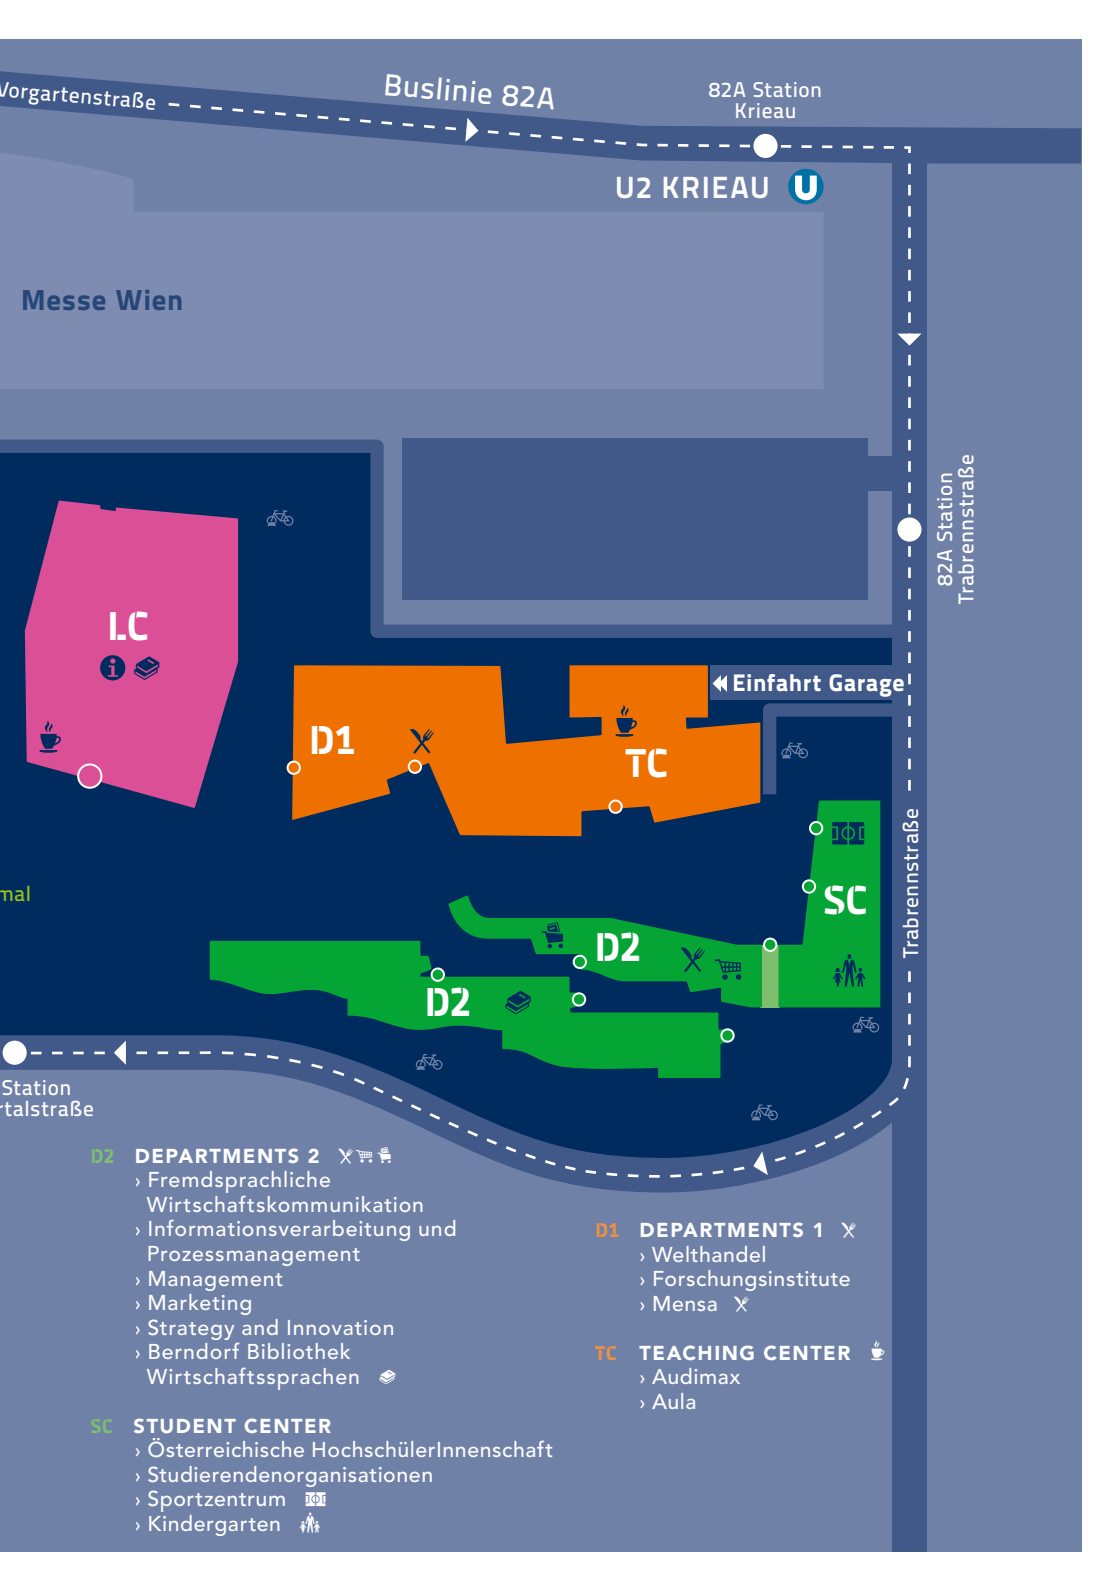 Vorgartenstraße
Buslinie 82A
82A Station
Krieau
U2 KRIEAU U
Messe Wien
82A Station
Trabrennstraße
LC
i
Einfahrt Garage
D1
TC
Trabrennstraße
SC
D2
D2
Station
D2 DEPARTMENTS 2
› Fremdsprachliche
Wirtschaftskommunikation
› Informationsverarbeitung und
Prozessmanagement
› Management
› Marketing
› Strategy and Innovation
› Berndorf Bibliothek
Wirtschaftssprachen
SC STUDENT CENTER
› Österreichische HochschülerInnenschaft
› Studierendenorganisationen
› Sportzentrum
› Kindergarten
D1 DEPARTMENTS 1
› Welthandel
› Forschungsinstitute
› Mensa
TC TEACHING CENTER
› Audimax
› Aula